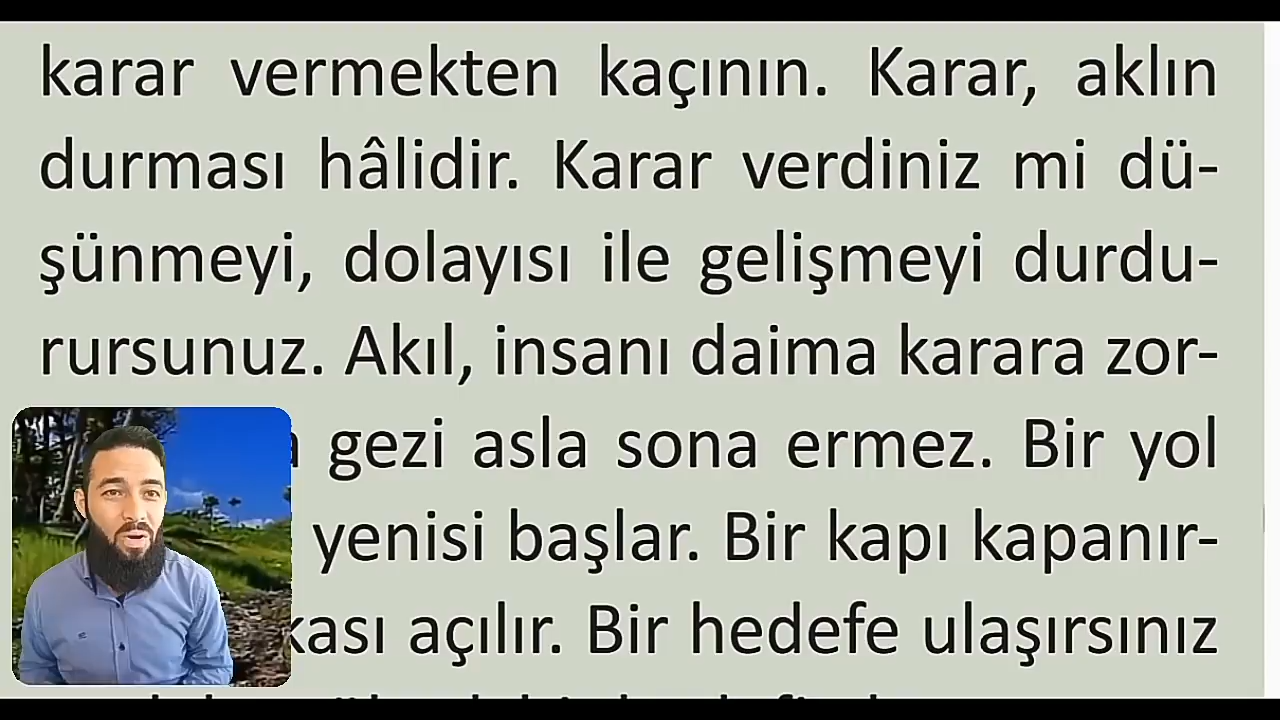 karar vermekten kaçının. Karar, aklın
durması hâlidir. Karar verdiniz mi dü-
şünmeyi, dolayısı ile gelişmeyi durdu-
rursunuz. Akıl, insanı daima karara zor-
gezi asla sona ermez. Bir yol
yenisi başlar. Bir kapı kapanır-
açılır. Bir hedefe ulaşırsınız